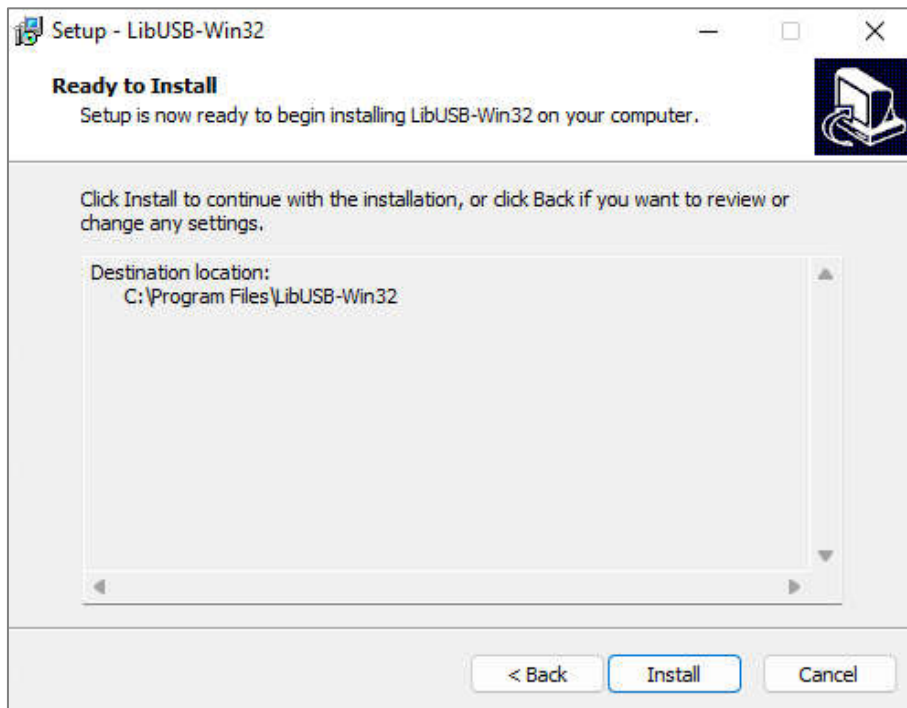 Setup - LibUSB-Win32
Ready to Install
Setup is now ready to begin installing LibUSB-Win32 on your computer.
Click Install to continue with the installation, or click Back if you want to review or
change any settings.
Destination location:
C:\Program Files\LibUSB-Win32
< Back
Install
Cancel